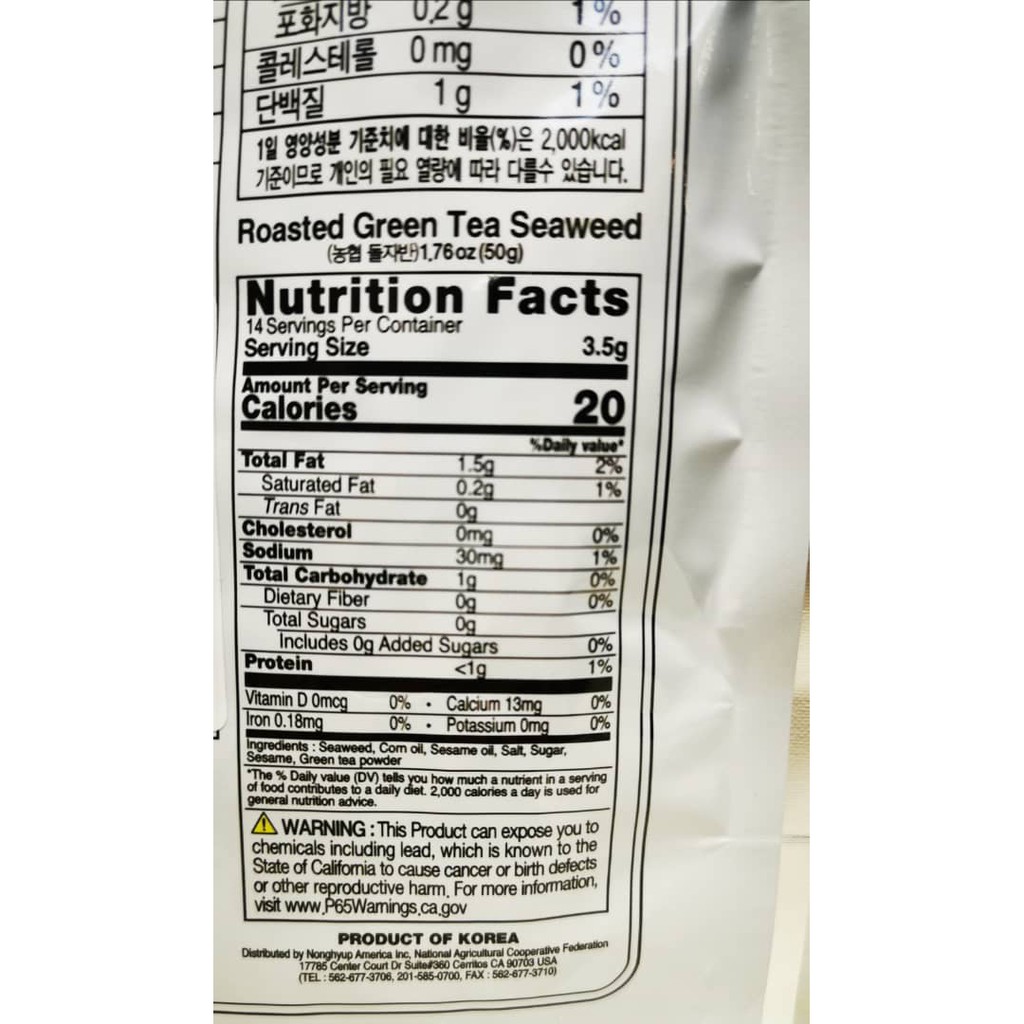 포화지방 0.2 g 1 %
콜레스테롤 0 mg 0 %
단백질 1 g 1 %
1일 영양성분 기준치에 대한 비율(%)은 2,000kcal
기준이므로 개인의 필요 열량에 따라 다를수 있습니다.
Roasted Green Tea Seaweed
(농협 돌자반)1.76oz (50g)
Nutrition Facts
14 Servings Per Container
Serving Size 3.5g
Amount Per Serving
Calories 20
%Daily value*
Total Fat 1.5g 2%
Saturated Fat 0.2g 1%
Trans Fat 0g
Cholesterol 0mg 0%
Sodium 30mg 1%
Total Carbohydrate 1g 0%
Dietary Fiber 0g 0%
Total Sugars 0g
Includes 0g Added Sugars 0%
Protein <1g 1%
Vitamin D 0mcg 0% • Calcium 13mg 0%
Iron 0.18mg 0% • Potassium 0mg 0%
Ingredients : Seaweed, Corn oil, Sesame oil, Salt, Sugar,
Sesame, Green tea powder
*The % Daily value (DV) tells you how much a nutrient in a serving
of food contributes to a daily diet. 2,000 calories a day is used for
general nutrition advice.
WARNING : This Product can expose you to
chemicals including lead, which is known to the
State of California to cause cancer or birth defects
or other reproductive harm. For more information,
visit www.P65Warnings.ca.gov
PRODUCT OF KOREA
Distributed by Nonghyup America Inc, National Agricultural Cooperative Federation
17785 Center Court Dr Suite#360 Cerritos CA 90703 USA
(TEL : 562-677-3706, 201-585-0700, FAX : 562-677-3710)